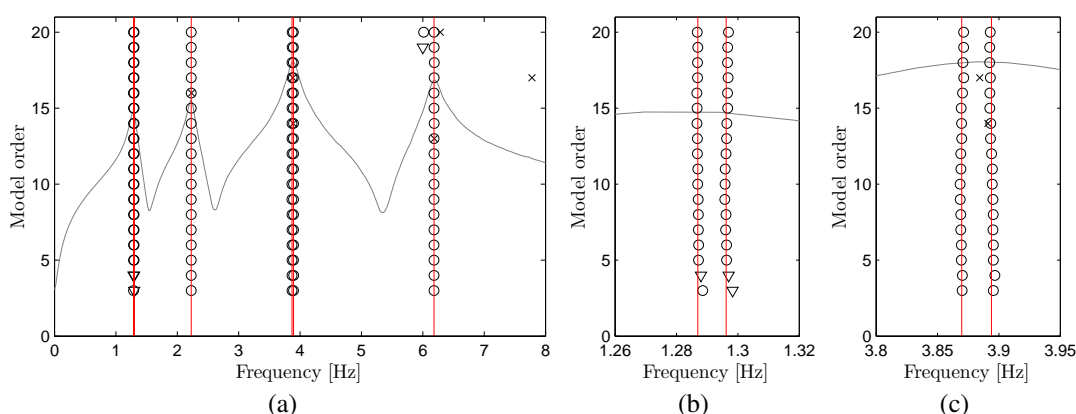 20
15
10
5
0
Model order
0 1 2 3 4 5 6 7 8
Frequency [Hz]
(a)
20
15
10
5
0
Model order
1.26 1.28 1.3 1.32
Frequency [Hz]
(b)
20
15
10
5
0
Model order
3.8 3.85 3.9 3.95
Frequency [Hz]
(c)